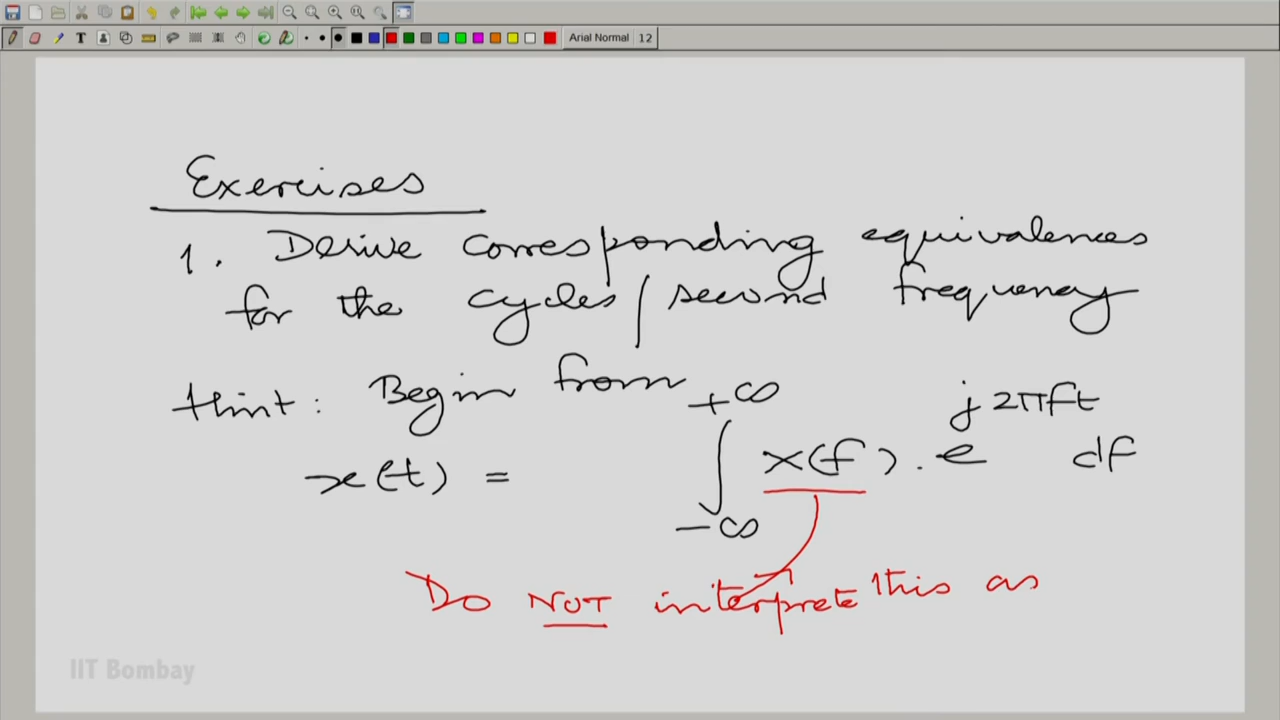 Arial Normal 12
Exercises
1. Derive corresponding equivalences
for the cycles/second frequency
Hint: Begin from
x(t) = ∫_{-∞}^{+∞} X(f). e^{j2πft} df
Do NOT interprete this as
IIT Bombay